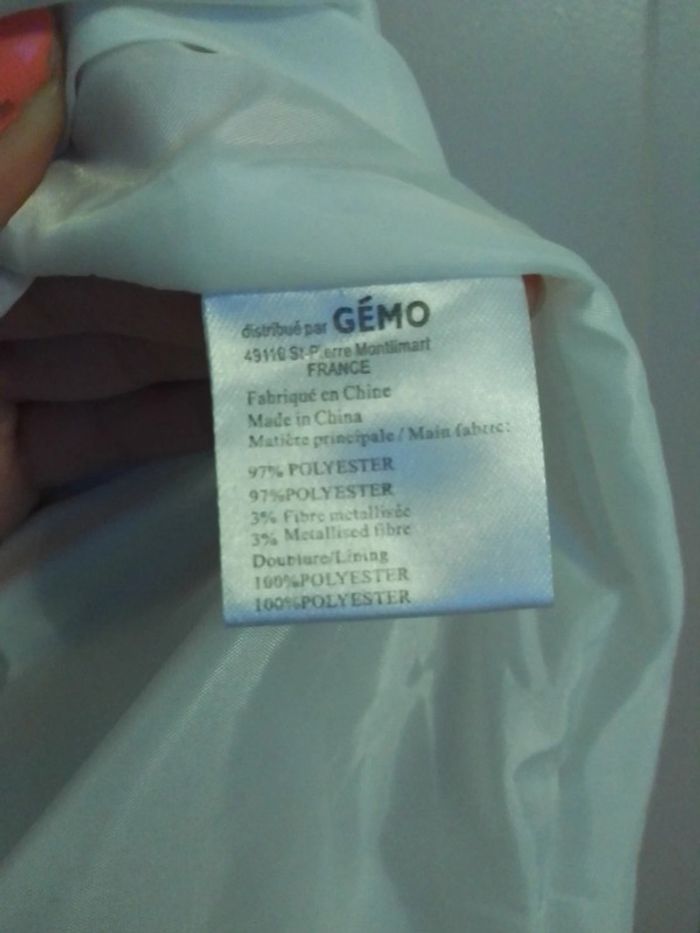 distribué par GÉMO
49110 St-Pierre Montlimart
FRANCE
Fabriqué en Chine
Made in China
Matière principale / Main fabric:
97% POLYESTER
97%POLYESTER
3% Fibre métallisée
3% Metallised fibre
Doublure/Lining
100%POLYESTER
100%POLYESTER